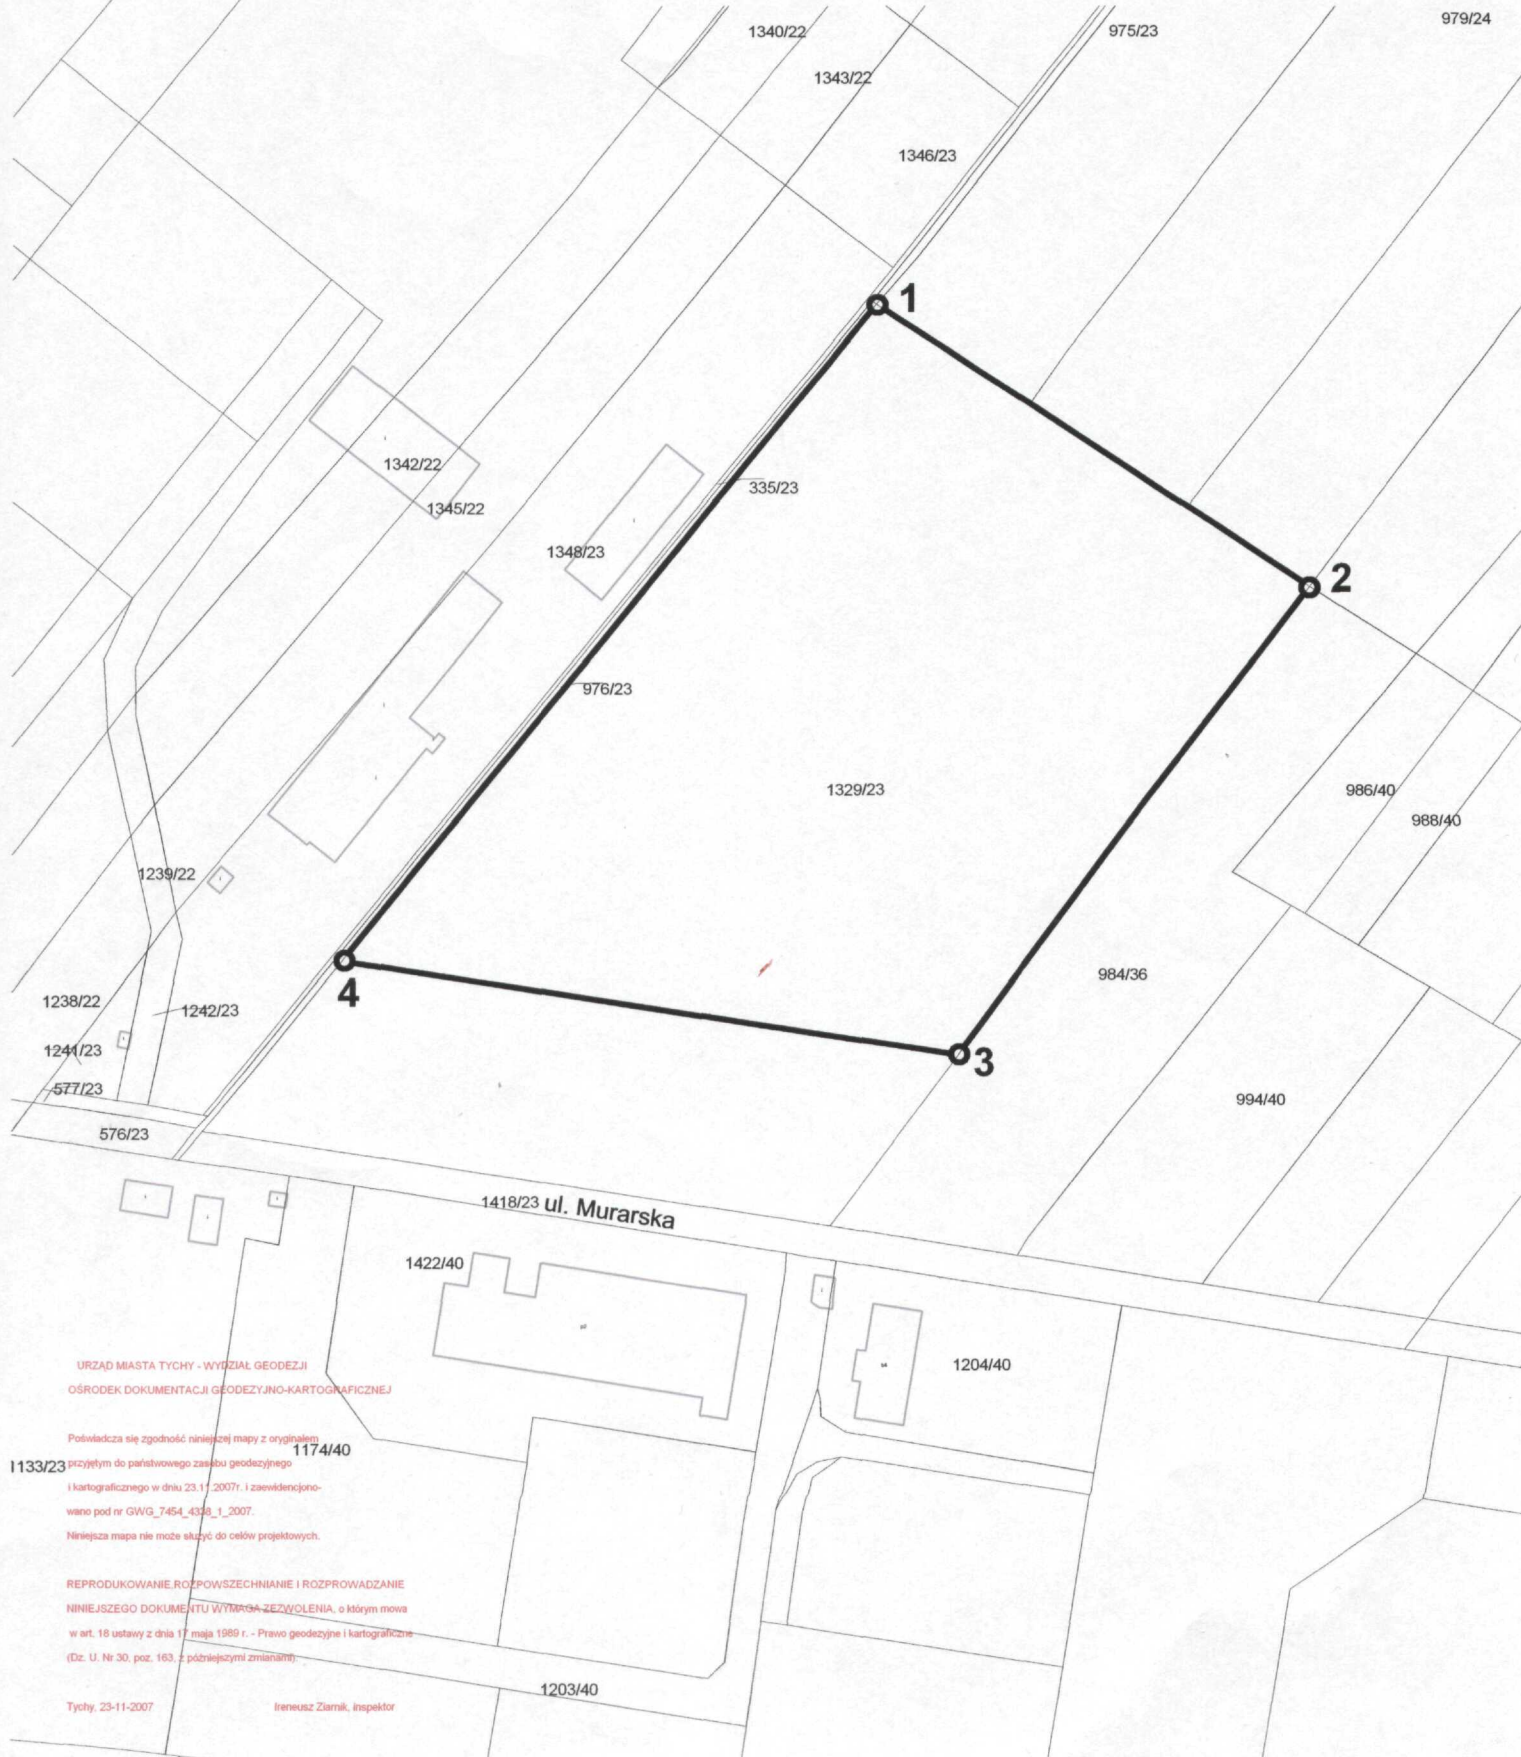 979/24
1340/22
975/23
1343/22
1346/23
1
1342/22
335/23
1345/22
1348/23
2
976/23
1329/23
986/40
988/40
1239/22
984/36
4
1238/22
1242/23
1241/23
3
577/23
994/40
576/23
1418/23 ul. Murarska
1422/40
1204/40
URZĄD MIASTA TYCHY - WYDZIAŁ GEODEZJI
OŚRODEK DOKUMENTACJI GEODEZYJNO-KARTOGRAFICZNEJ
Poświadcza się zgodność niniejszej mapy z oryginałem
1174/40
1133/23
przyjętym do państwowego zasobu geodezyjnego
i kartograficznego w dniu 23.11.2007r. i zaewidencjono-
wano pod nr GWG_7454_4338_1_2007.
Niniejsza mapa nie może służyć do celów projektowych.
REPRODUKOWANIE,ROZPOWSZECHNIANIE I ROZPROWADZANIE
NINIEJSZEGO DOKUMENTU WYMAGA ZEZWOLENIA, o którym mowa
w art. 18 ustawy z dnia 17 maja 1989 r. - Prawo geodezyjne i kartograficzne
(Dz. U. Nr 30, poz. 163, z późniejszymi zmianami).
1203/40
Tychy, 23-11-2007 Ireneusz Ziarnik, inspektor